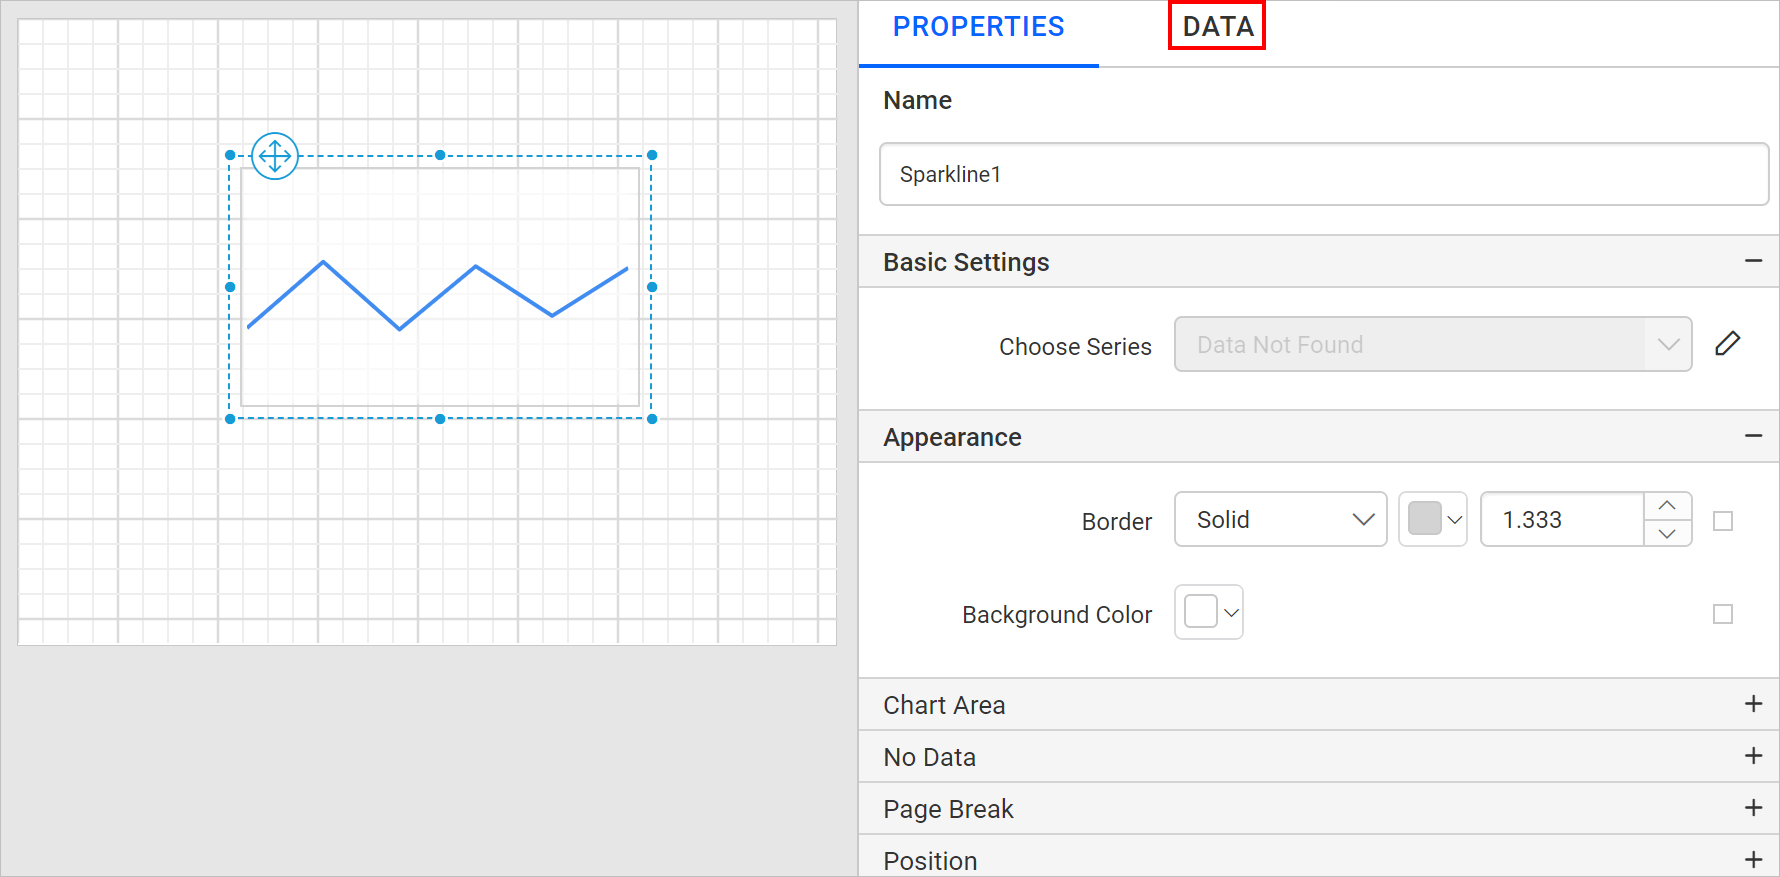 PROPERTIES DATA
Name
Sparkline1
Basic Settings
Choose Series Data Not Found
Appearance
Border Solid 1.333
Background Color
Chart Area
No Data
Page Break
Position